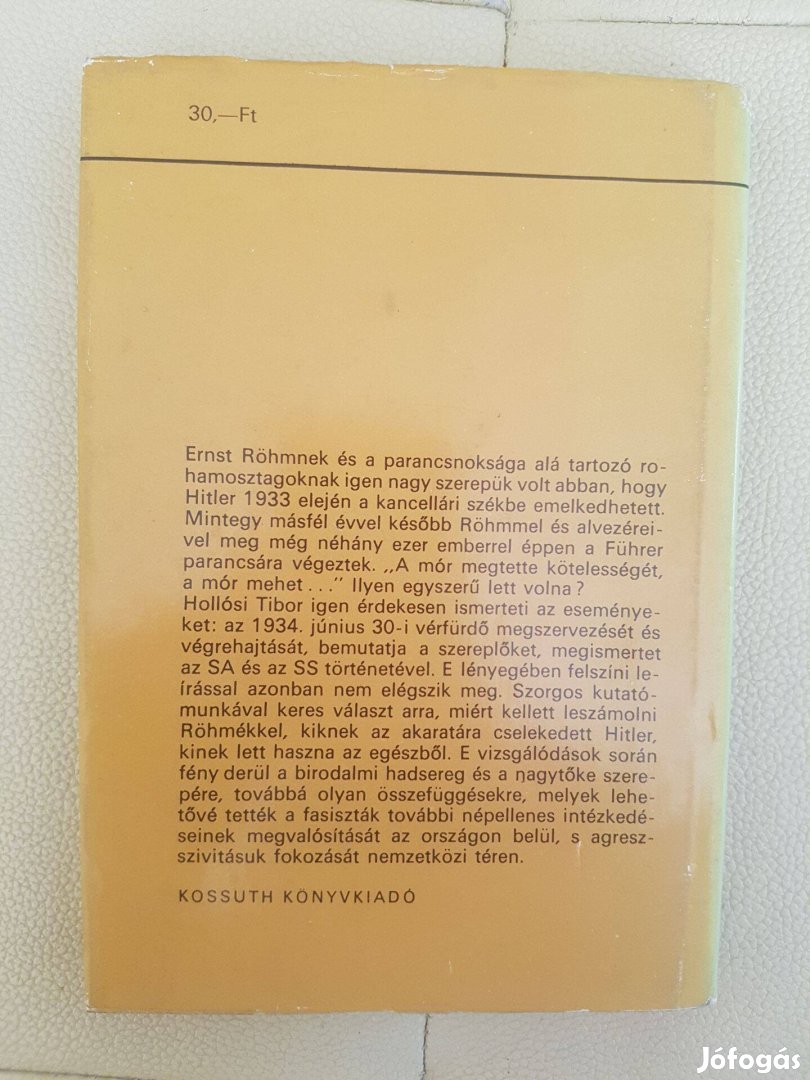 30,—Ft
Ernst Röhmnek és a parancsnoksága alá tartozó ro-
hamosztagoknak igen nagy szerepük volt abban, hogy
Hitler 1933 elején a kancellári székbe emelkedhetett.
Mintegy másfél évvel később Röhmmel és alvezérei-
vel meg még néhány ezer emberrel éppen a Führer
parancsára végeztek. „A mór megtette kötelességét,
a mór mehet . . ." Ilyen egyszerű lett volna ?
Hollósi Tibor igen érdekesen ismerteti az eseménye-
ket: az 1934. június 30-i vérfürdő megszervezését és
végrehajtását, bemutatja a szereplőket, megismertet
az SA és az SS történetével. E lényegében felszíni le-
írással azonban nem elégszik meg. Szorgos kutató-
munkával keres választ arra, miért kellett leszámolni
Röhmékkel, kiknek az akaratára cselekedett Hitler,
kinek lett haszna az egészből. E vizsgálódások során
fény derül a birodalmi hadsereg és a nagytőke szere-
pére, továbbá olyan összefüggésekre, melyek lehe-
tővé tették a fasiszták további népellenes intézkedé-
seinek megvalósítását az országon belül, s agresz-
szivitásuk fokozását nemzetközi téren.
KOSSUTH KÖNYVKIADÓ
Jófogás